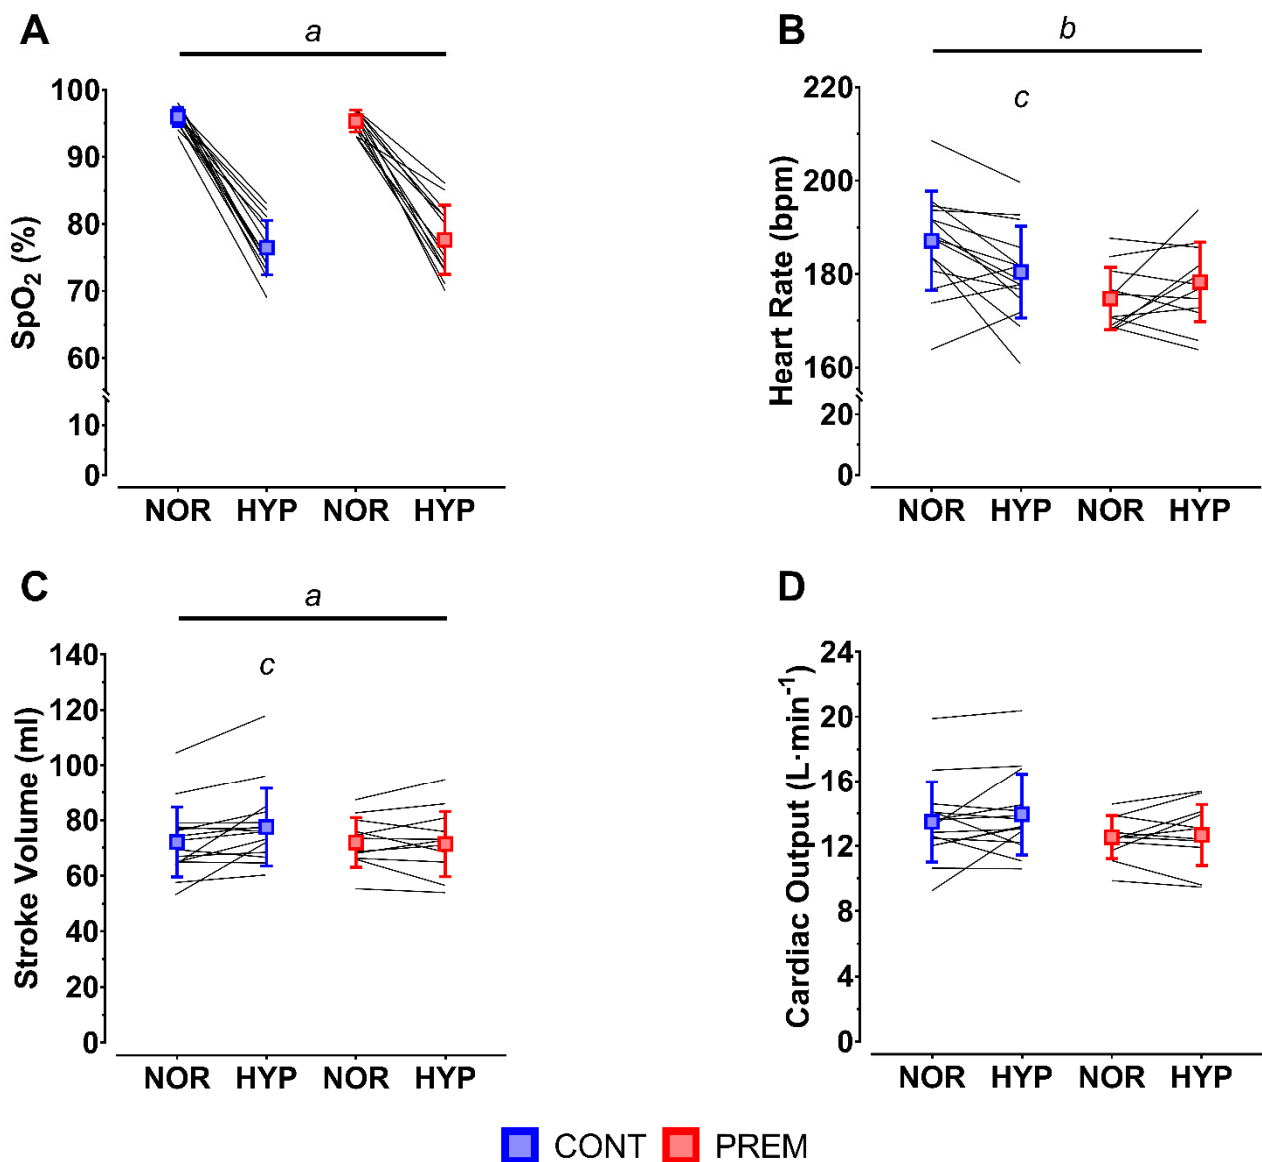 A
a
SpO2 (%)
100
90
80
70
60
10
0
NOR HYP NOR HYP
B
b
c
Heart Rate (bpm)
220
200
180
160
20
0
NOR HYP NOR HYP
C
a
c
Stroke Volume (ml)
140
120
100
80
60
40
20
0
NOR HYP NOR HYP
D
Cardiac Output (L·min-1)
24
20
16
12
8
4
0
NOR HYP NOR HYP
CONT PREM